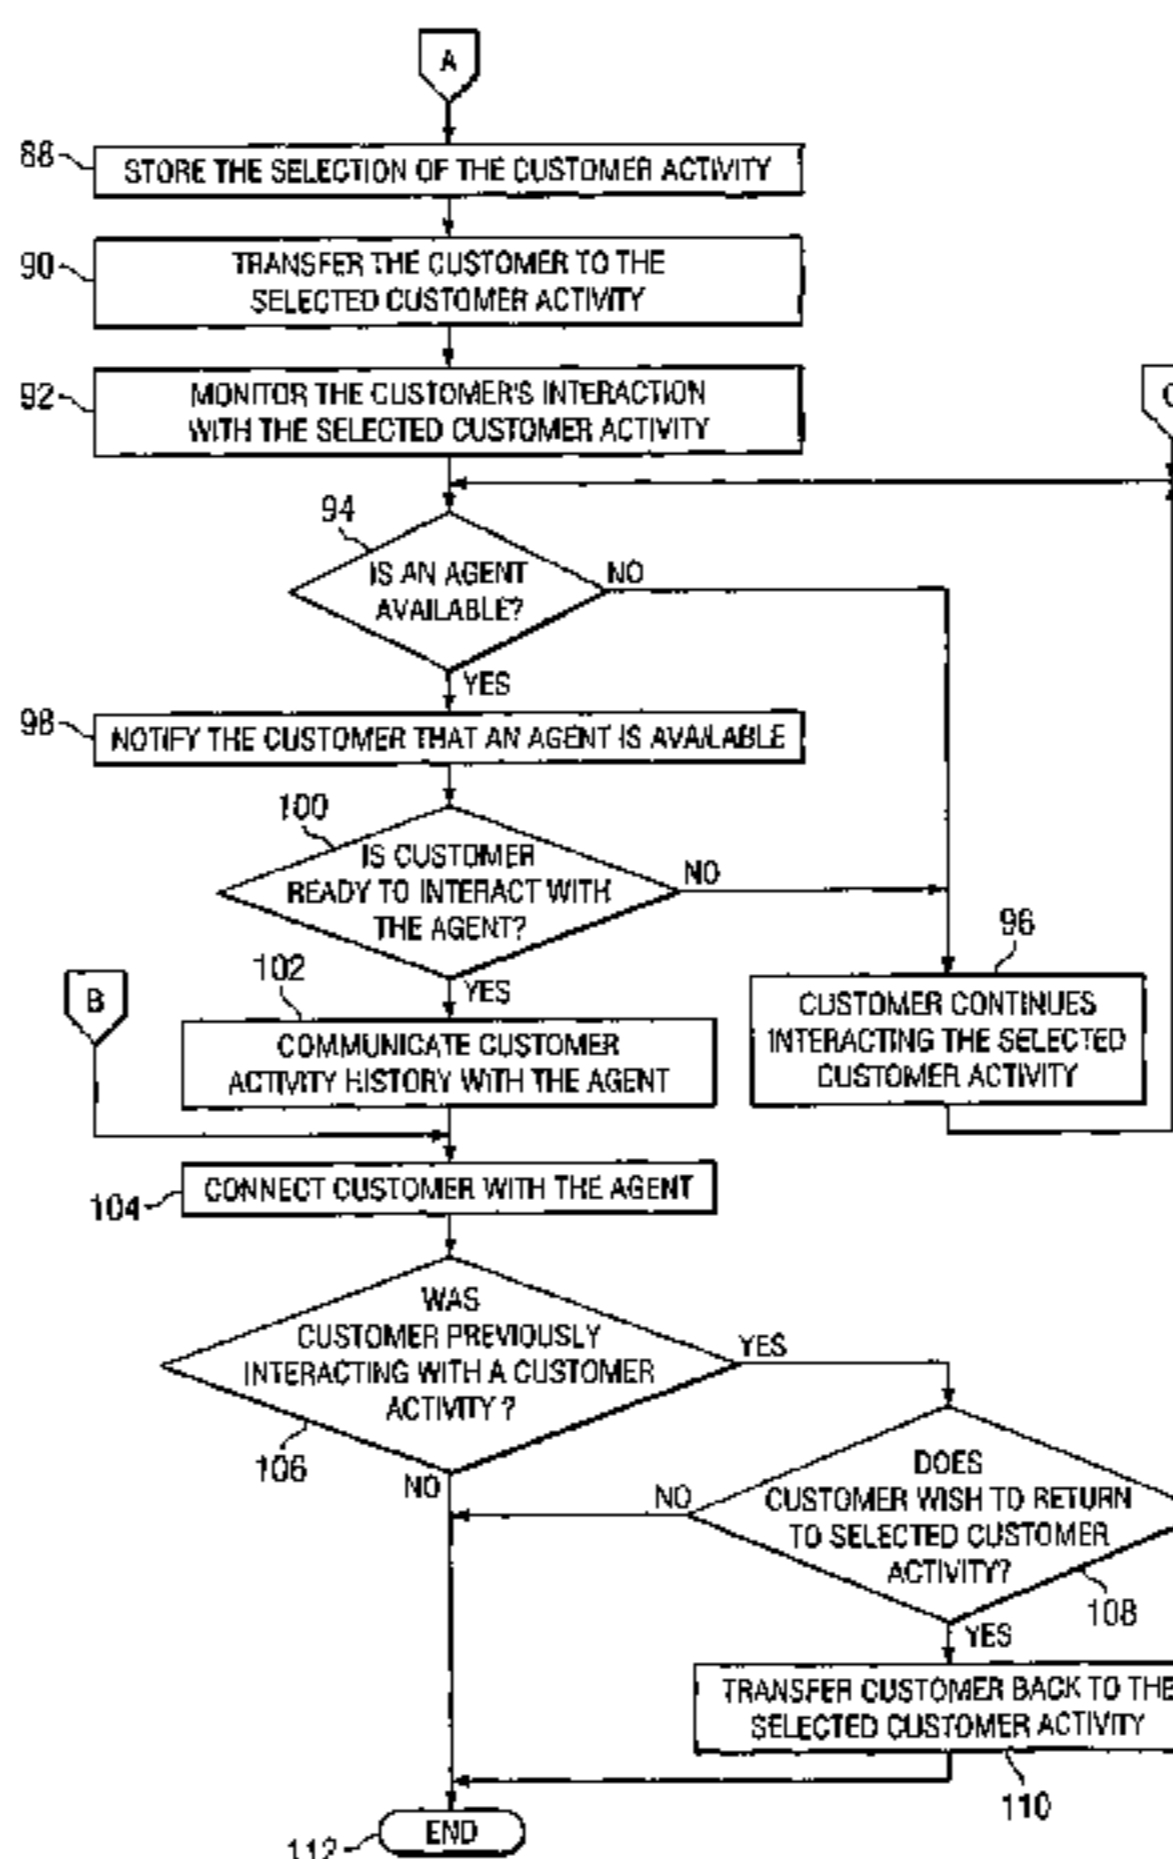 A
88
STORE THE SELECTION OF THE CUSTOMER ACTIVITY
90
TRANSFER THE CUSTOMER TO THE
SELECTED CUSTOMER ACTIVITY
92
MONITOR THE CUSTOMER'S INTERACTION
WITH THE SELECTED CUSTOMER ACTIVITY
94
IS AN AGENT
AVAILABLE?
NO
YES
98
NOTIFY THE CUSTOMER THAT AN AGENT IS AVAILABLE
100
IS CUSTOMER
READY TO INTERACT WITH
THE AGENT?
NO
YES
96
CUSTOMER CONTINUES
INTERACTING THE SELECTED
CUSTOMER ACTIVITY
B
102
COMMUNICATE CUSTOMER
ACTIVITY HISTORY WITH THE AGENT
104
CONNECT CUSTOMER WITH THE AGENT
WAS
CUSTOMER PREVIOUSLY
INTERACTING WITH A CUSTOMER
ACTIVITY ?
106
YES
NO
DOES
CUSTOMER WISH TO RETURN
TO SELECTED CUSTOMER
ACTIVITY?
108
NO
YES
TRANSFER CUSTOMER BACK TO THE
SELECTED CUSTOMER ACTIVITY
110
END
112